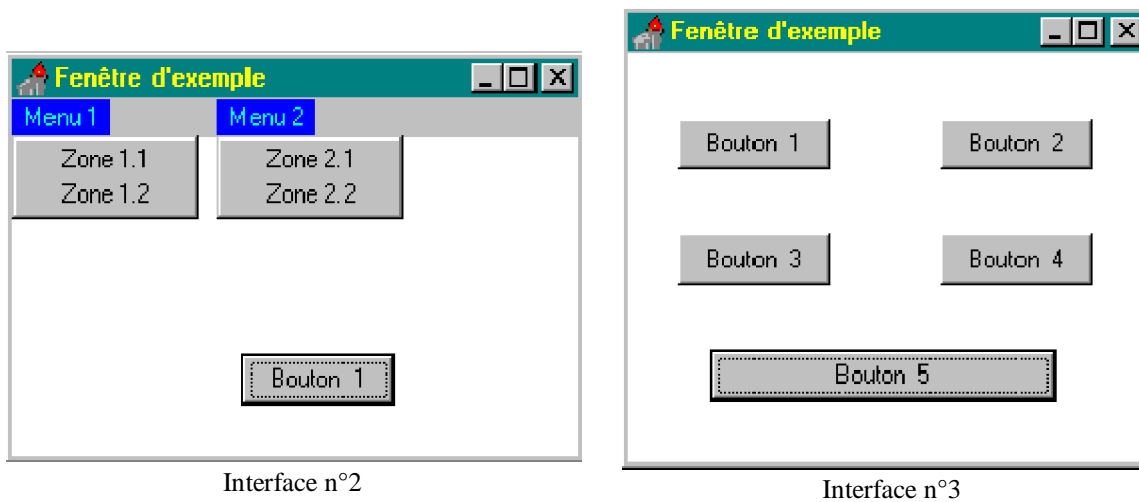 Fenêtre d'exemple
Menu 1 Menu 2
Zone 1.1 Zone 2.1
Zone 1.2 Zone 2.2
Bouton 1
Interface n°2
Fenêtre d'exemple
Bouton 1 Bouton 2
Bouton 3 Bouton 4
Bouton 5
Interface n°3